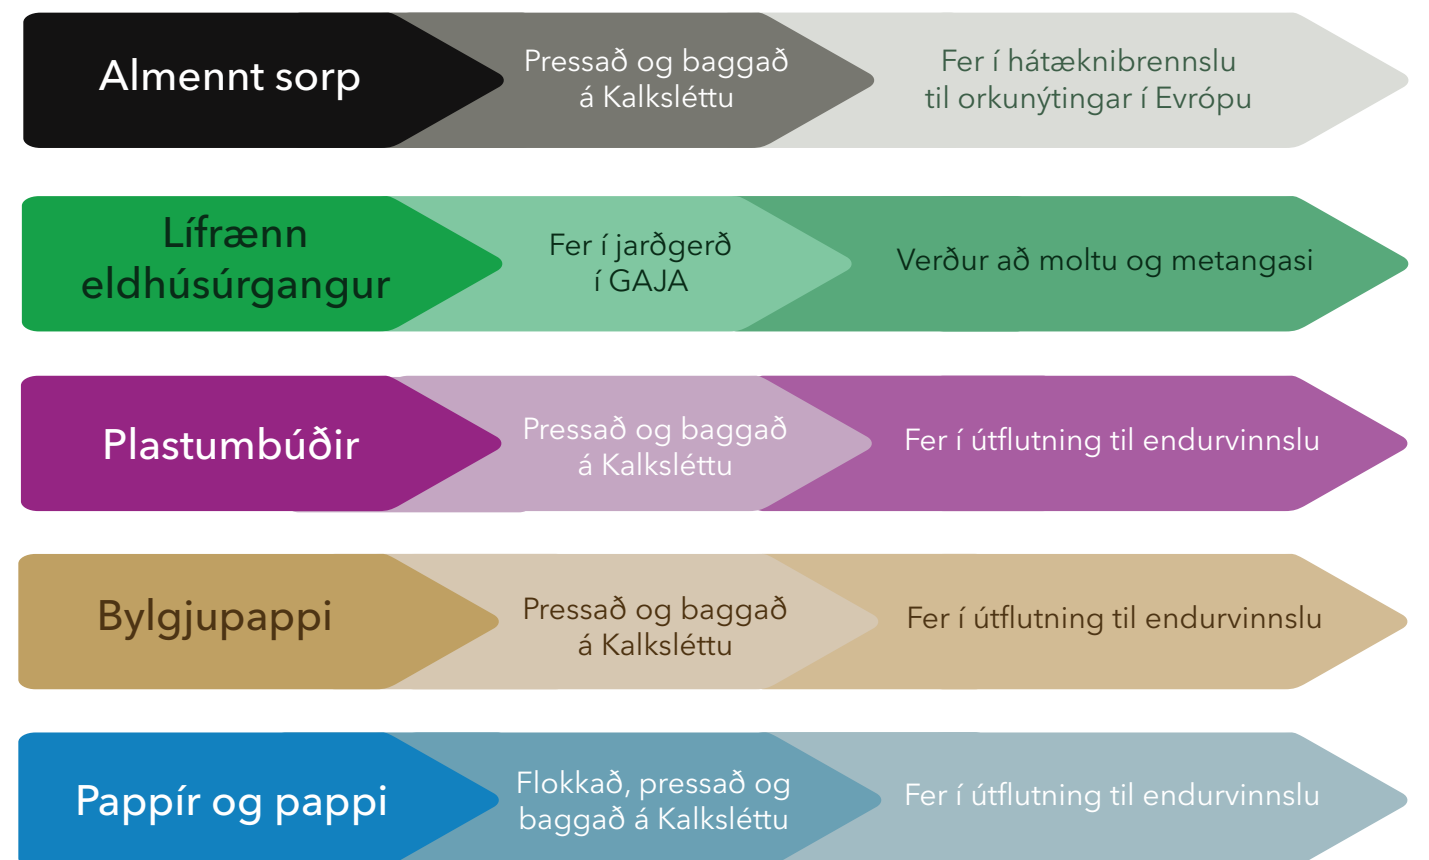 Almennt sorp
Pressað og baggað
á Kalksléttu
Fer í hátæknibrennslu
til orkunýtingar í Evrópu
Lífrænn
eldhúsúrgangur
Fer í jarðgerð
í GAJA
Verður að moltu og metangasi
Plastumbúðir
Pressað og baggað
á Kalksléttu
Fer í útflutning til endurvinnslu
Bylgjupappi
Pressað og baggað
á Kalksléttu
Fer í útflutning til endurvinnslu
Pappír og pappi
Flokkað, pressað og
baggað á Kalksléttu
Fer í útflutning til endurvinnslu